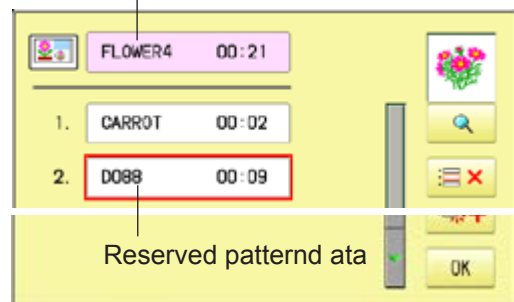 FLOWER4 00:21
1. CARROT 00:02
2. D088 00:09
Reserved patternd ata
OK